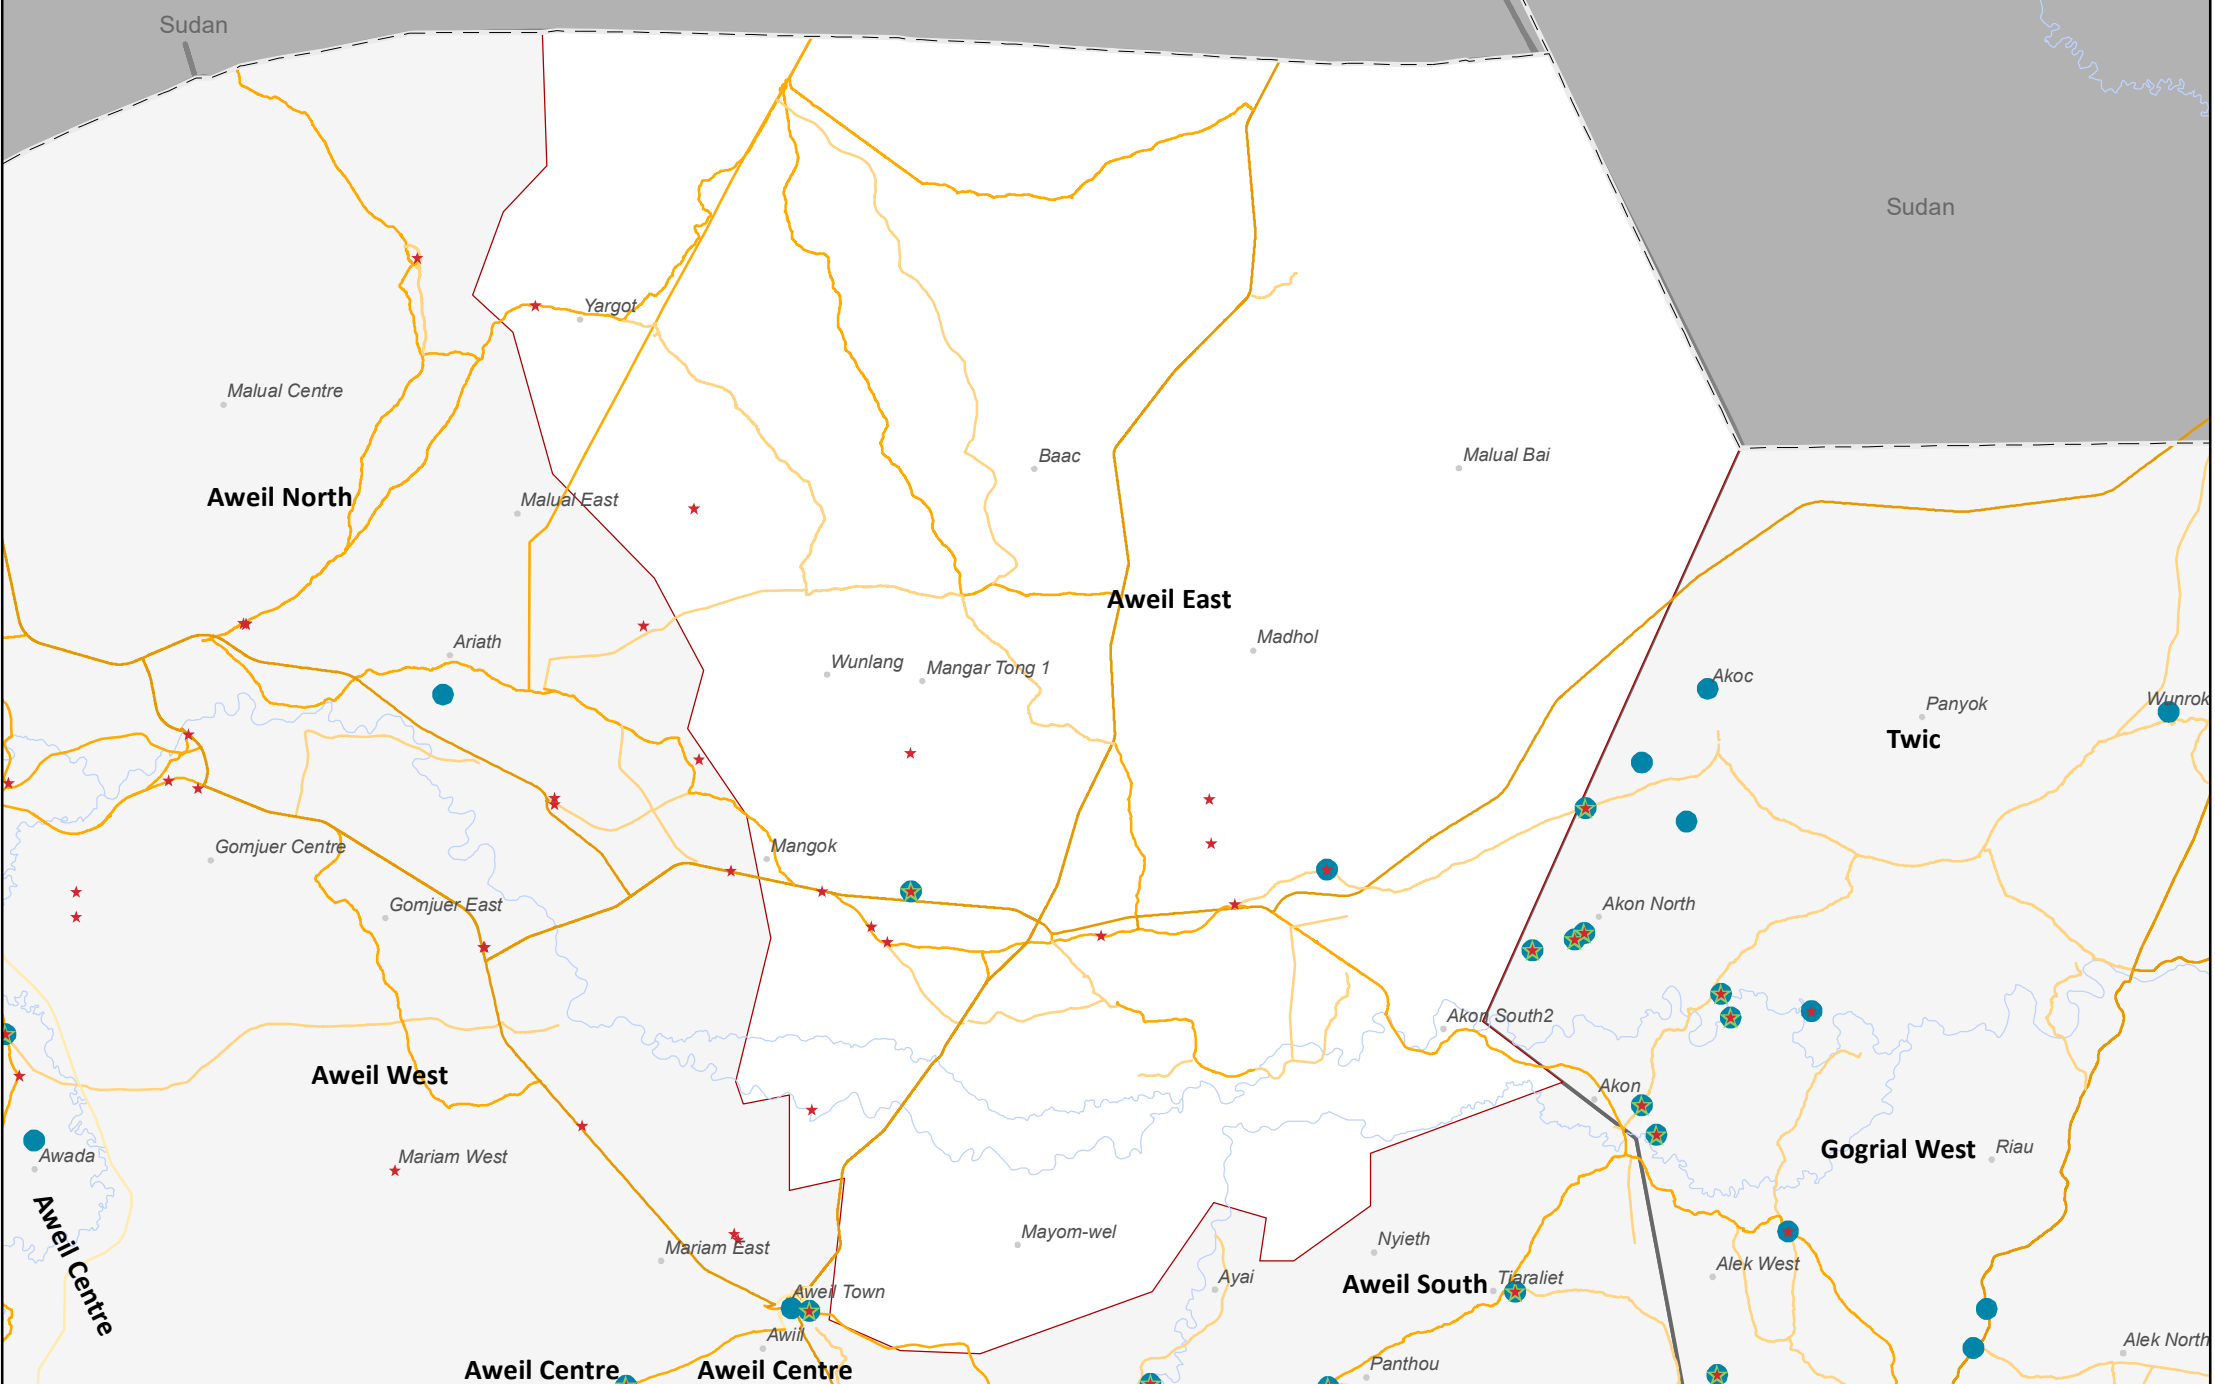 Sudan
Sudan
Yargot
Malual Centre
Baac
Malual Bai
Aweil North
Malual East
Aweil East
Ariath
Madhol
Wunlang
Mangar Tong 1
Akoc
Panyok
Wunrok
Twic
Gomjuer Centre
Mangok
Gomjuer East
Akon North
Akon South2
Aweil West
Akon
Awada
Mariam West
Gogrial West
Riau
Aweil Centre
Mayom-wel
Nyieth
Mariam East
Alek West
Ayai
Aweil South
Tiaraliet
Aweil Town
Awill
Alek North
Aweil Centre
Aweil Centre
Panthou